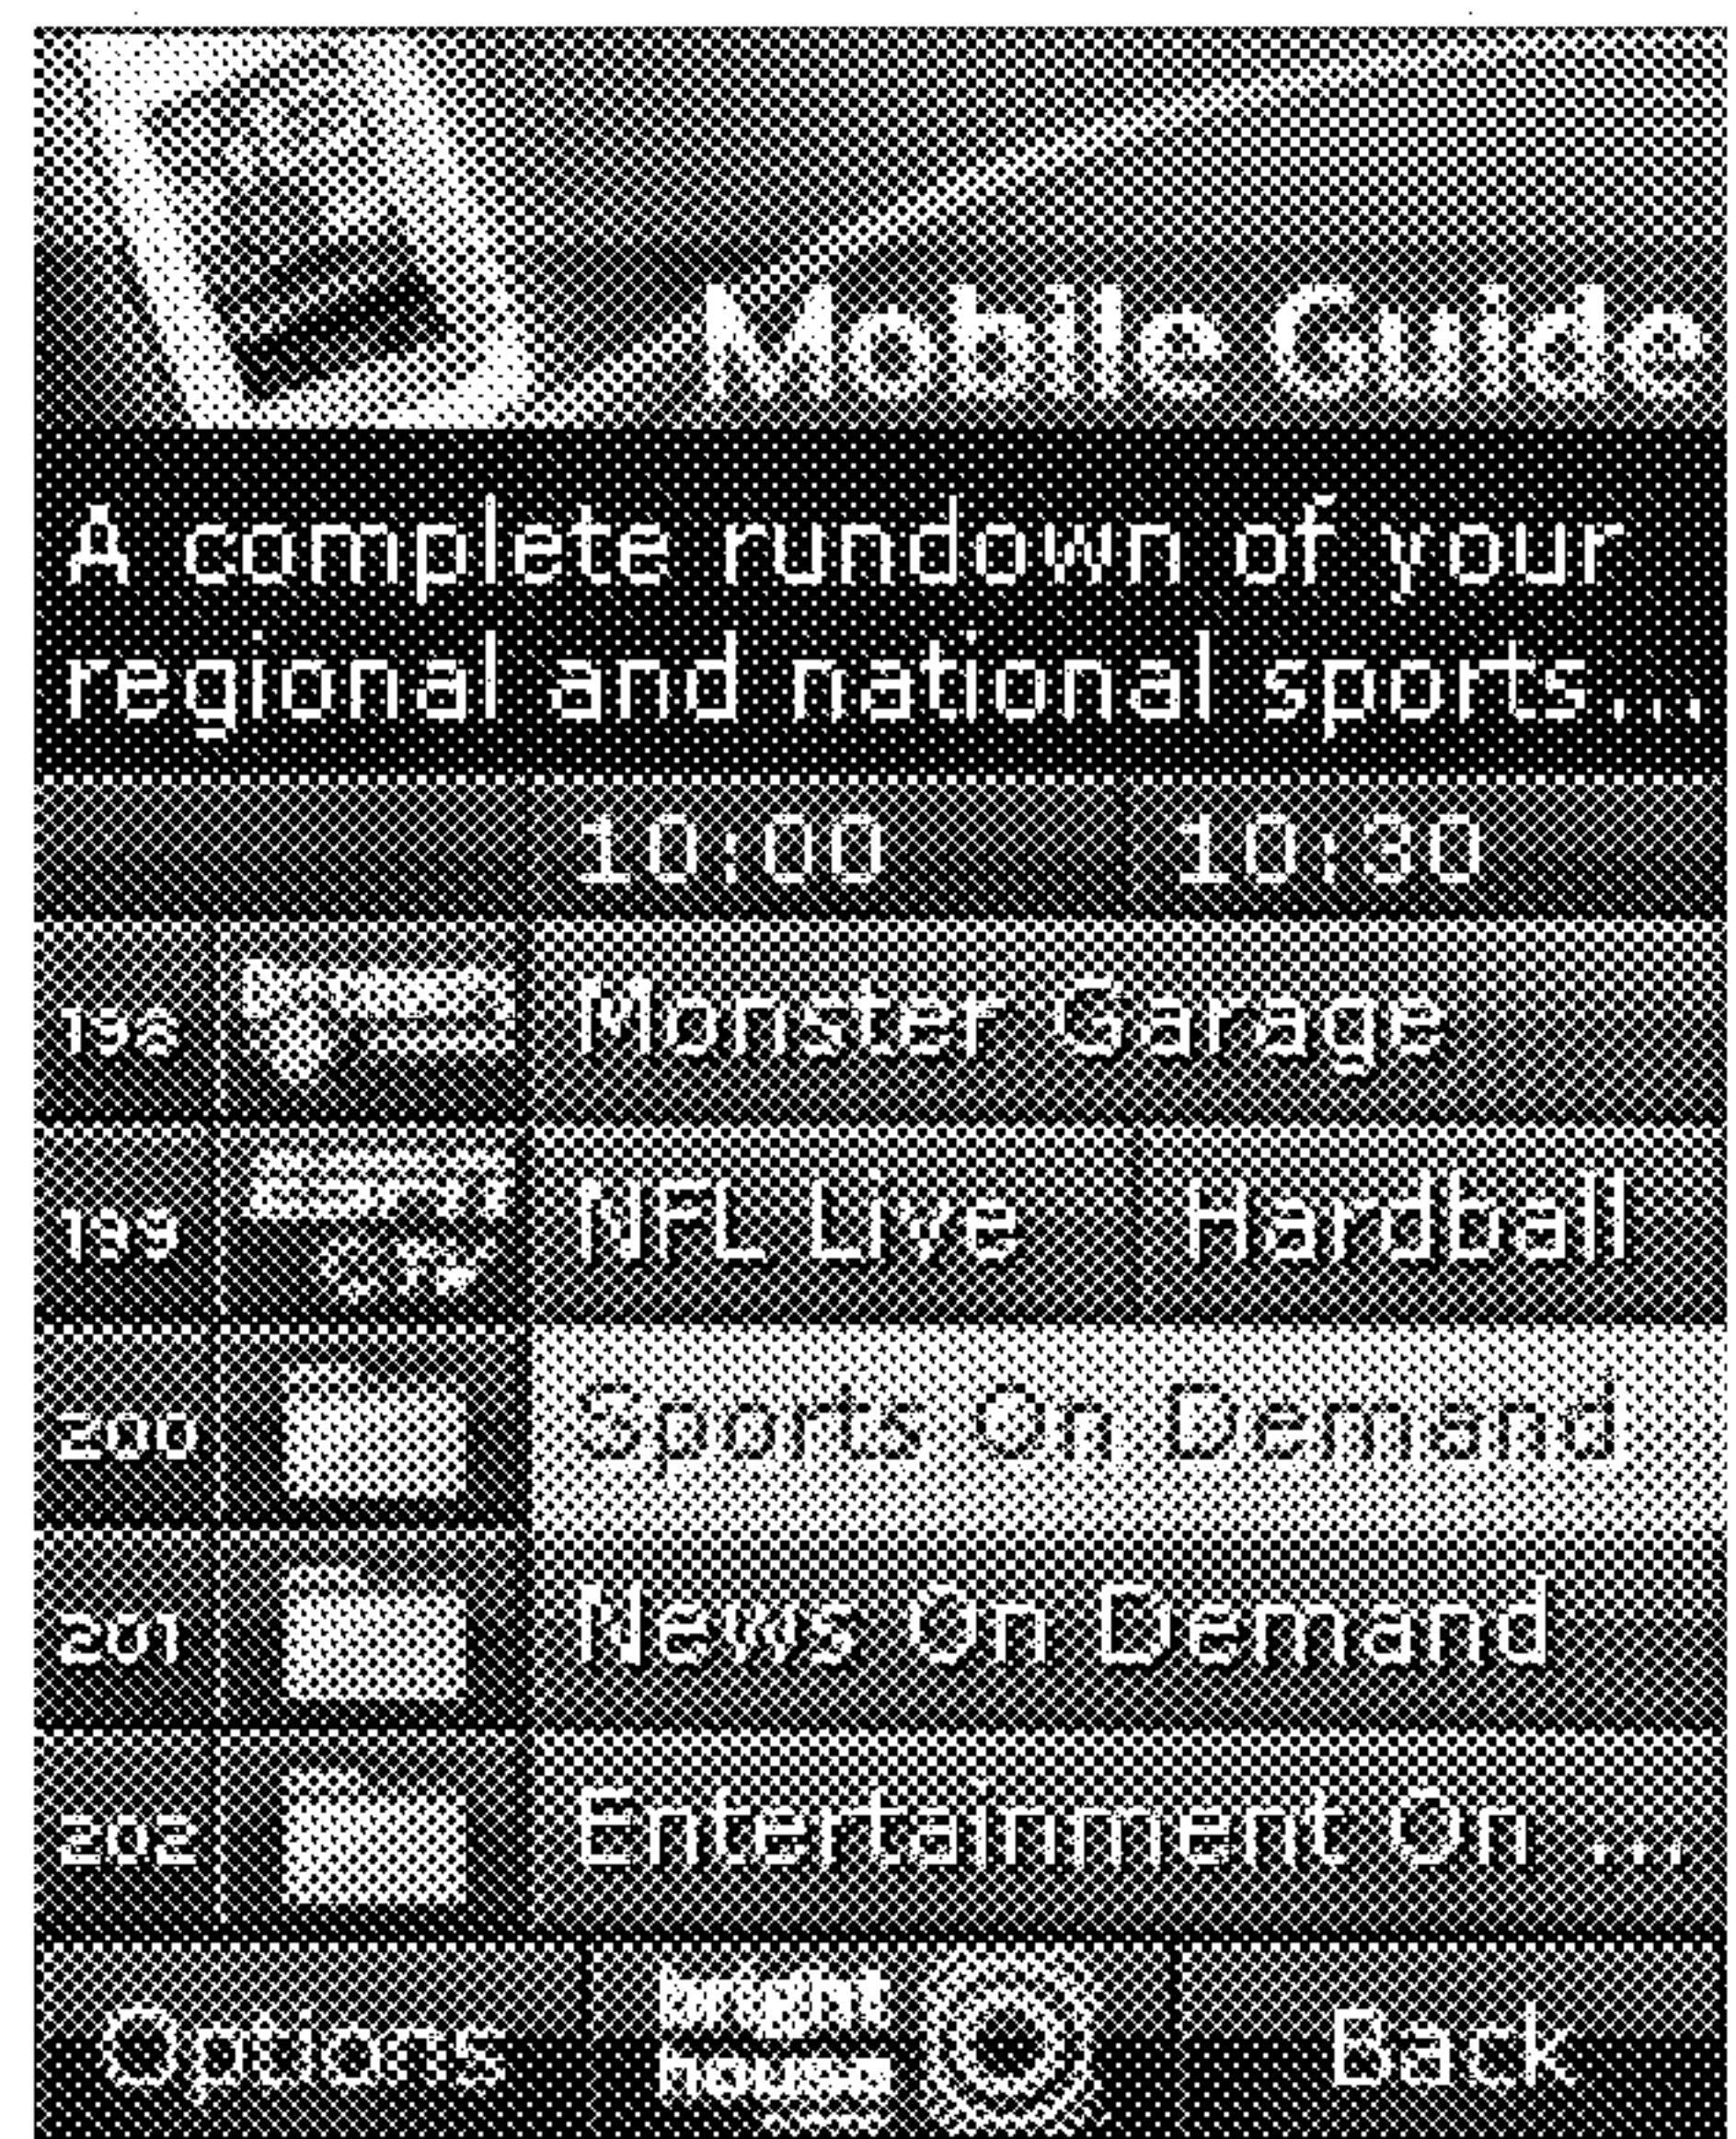 Mobile Guide
A complete rundown of your
regional and national sports...
10:00 10:30
198 Monster Garage
199 NFL Live Hardball
200 Sports On Demand
201 News On Demand
202 Entertainment On ...
Options bright house Back